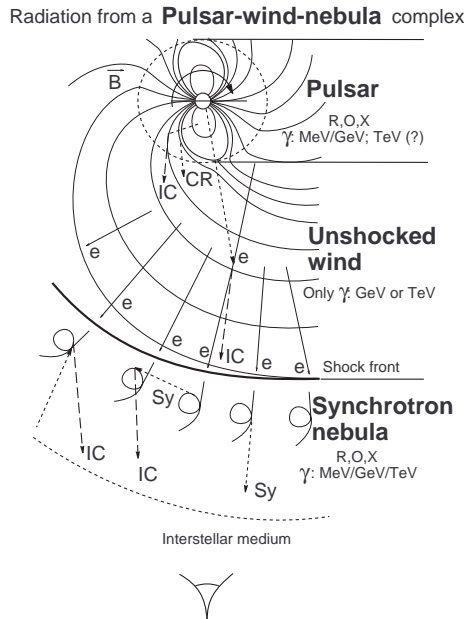 Radiation from a Pulsar-wind-nebula complex
B
Pulsar
R,O,X
γ: MeV/GeV; TeV (?)
CR
IC
Unshocked
wind
e
e
Only γ: GeV or TeV
e
e
IC
e
e
e
Shock front
Sy
Synchrotron
nebula
R,O,X
γ: MeV/GeV/TeV
IC
IC
Sy
Interstellar medium